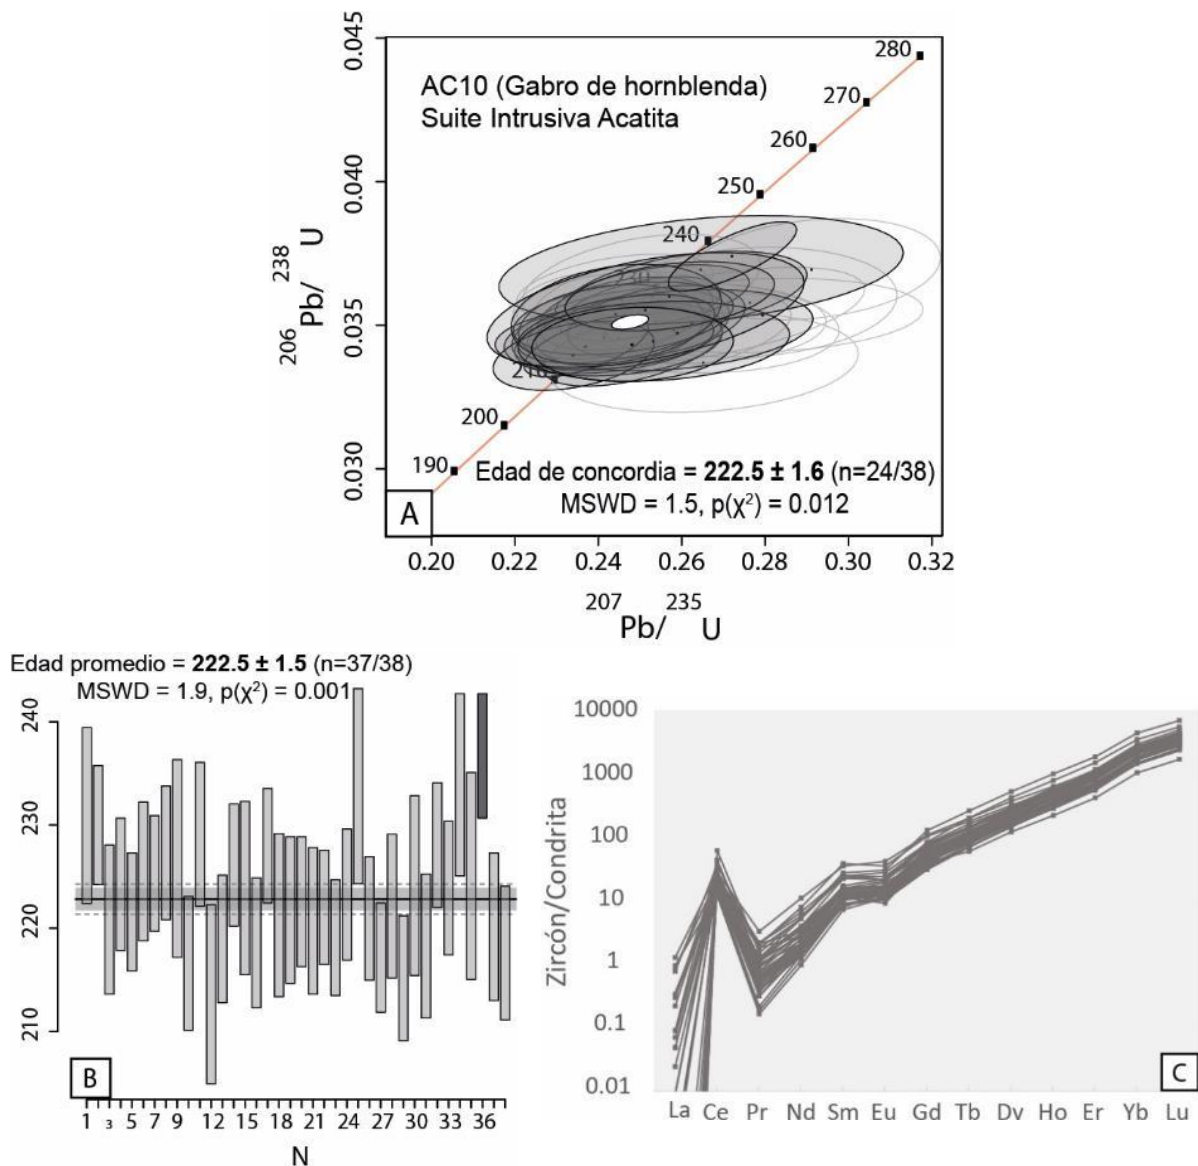 0.045
0.040
0.035
0.030
206
Pb/
238
U
AC10 (Gabro de hornblenda)
Suite Intrusiva Acatita
280
270
260
250
240
230
210
200
190
Edad de concordia = 222.5 ± 1.6 (n=24/38)
MSWD = 1.5, p(χ²) = 0.012
A
0.20 0.22 0.24 0.26 0.28 0.30 0.32
207 235
Pb/ U
Edad promedio = 222.5 ± 1.5 (n=37/38)
MSWD = 1.9, p(χ²) = 0.001
240
230
220
210
B
1 3 5 7 9 12 15 18 21 24 27 30 33 36
N
Zircón/Condrita
10000
1000
100
10
1
0.1
0.01
C
La Ce Pr Nd Sm Eu Gd Tb Dv Ho Er Yb Lu